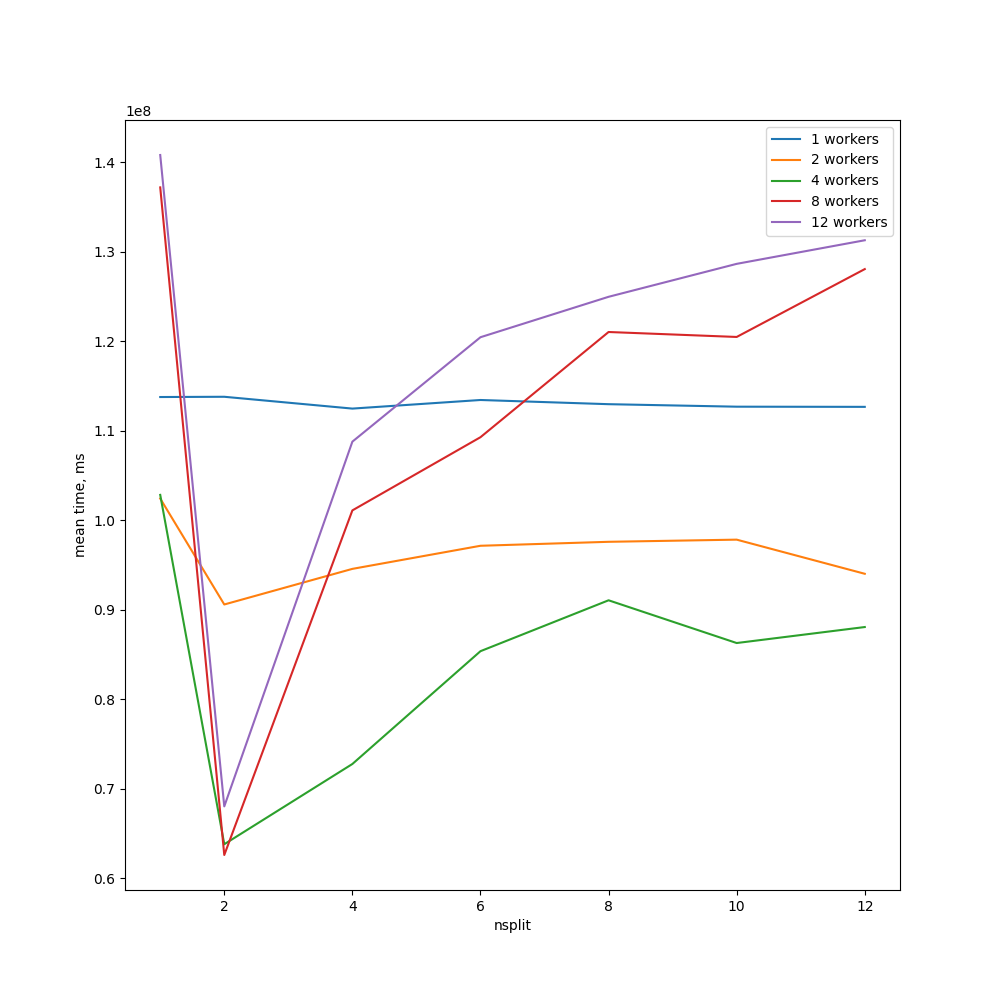 1e8
1.4
1.3
1.2
1.1
1.0
0.9
0.8
0.7
0.6
mean time, ms
2 4 6 8 10 12
nsplit
1 workers
2 workers
4 workers
8 workers
12 workers